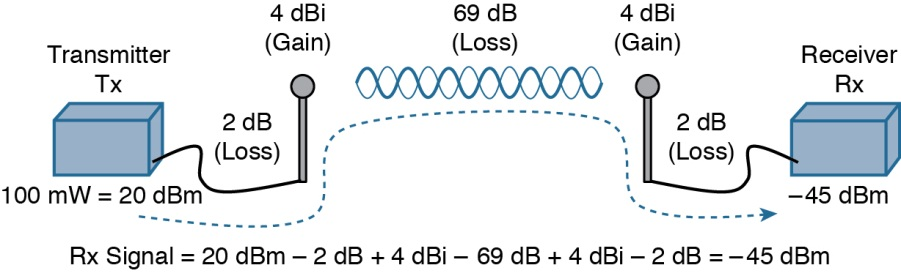 4 dBi
(Gain)
69 dB
(Loss)
4 dBi
(Gain)
Transmitter
Tx
Receiver
Rx
2 dB
(Loss)
2 dB
(Loss)
100 mW = 20 dBm
–45 dBm
Rx Signal = 20 dBm – 2 dB + 4 dBi – 69 dB + 4 dBi – 2 dB = –45 dBm